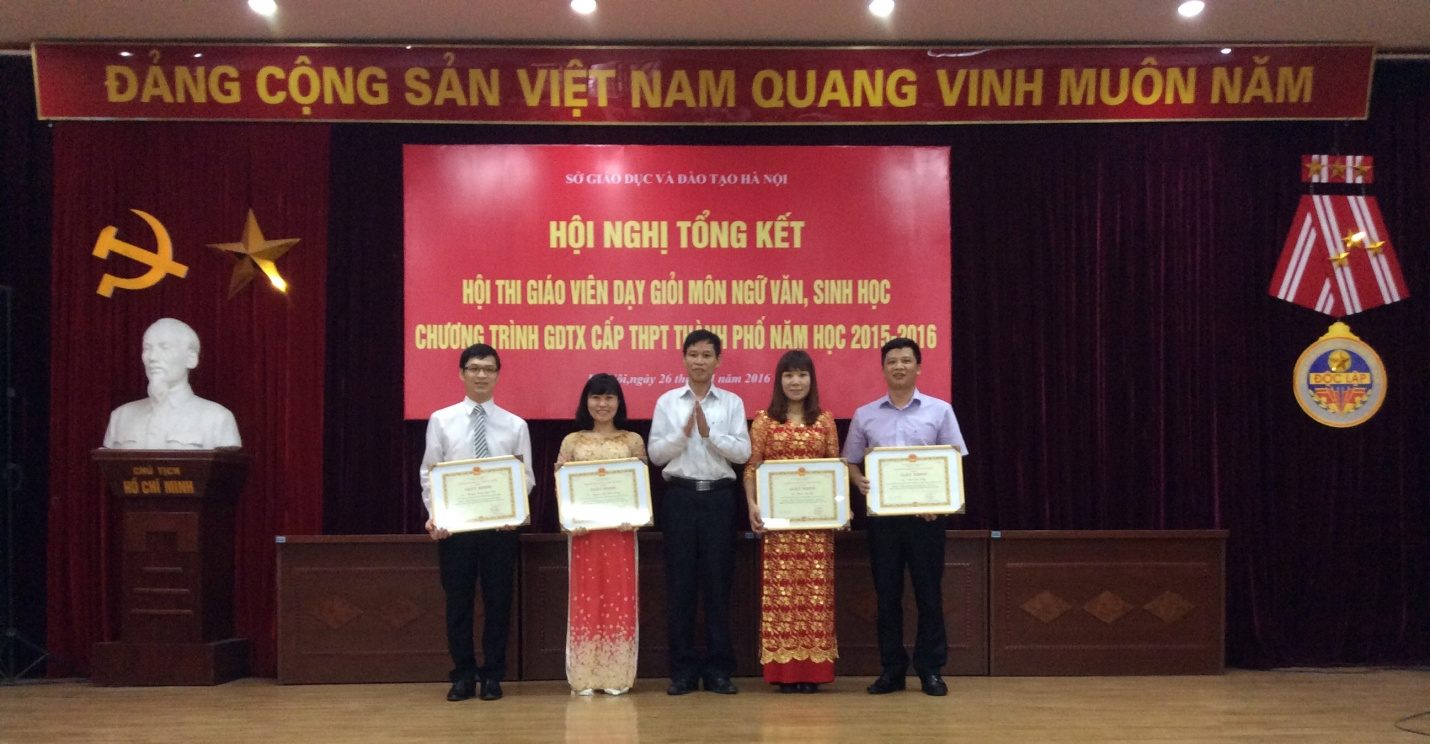 ĐẢNG CỘNG SẢN VIỆT NAM QUANG VINH MUÔN NĂM
SỞ GIÁO DỤC VÀ ĐÀO TẠO HÀ NỘI
HỘI NGHỊ TỔNG KẾT
HỘI THI GIÁO VIÊN DẠY GIỎI MÔN NGỮ VĂN, SINH HỌC
CHƯƠNG TRÌNH GDTX CẤP THPT THÀNH PHỐ NĂM HỌC 2015-2016
ngày 26 năm 2016
ĐỘC LẬP
CHỦ TỊCH
HỒ CHÍ MINH